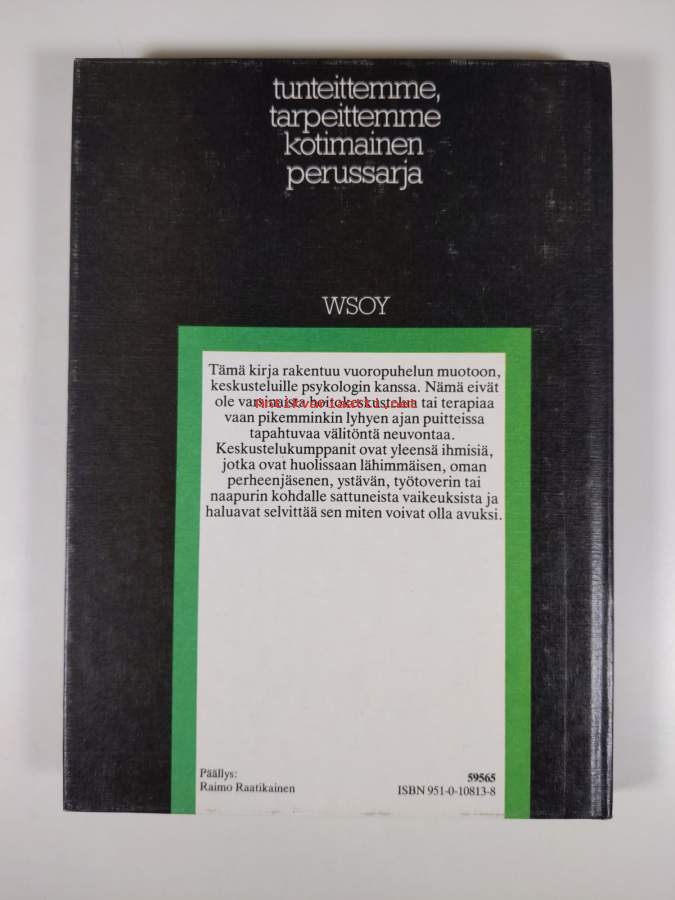 tunteittemme,
tarpeittemme
kotimainen
perussarja
WSOY
Tämä kirja rakentuu vuoropuhelun muotoon,
keskusteluille psykologin kanssa. Nämä eivät
ole varsinaista hoitokeskustelua tai terapiaa
vaan pikemminkin lyhyen ajan puitteissa
tapahtuvaa välitöntä neuvontaa.
Keskustelukumppanit ovat yleensä ihmisiä,
jotka ovat huolissaan lähimmäisen, oman
perheenjäsenen, ystävän, työtoverin tai
naapurin kohdalle sattuneista vaikeuksista ja
haluavat selvittää sen miten voivat olla avuksi.
Päällys:
Raimo Raatikainen
59565
ISBN 951-0-10813-8